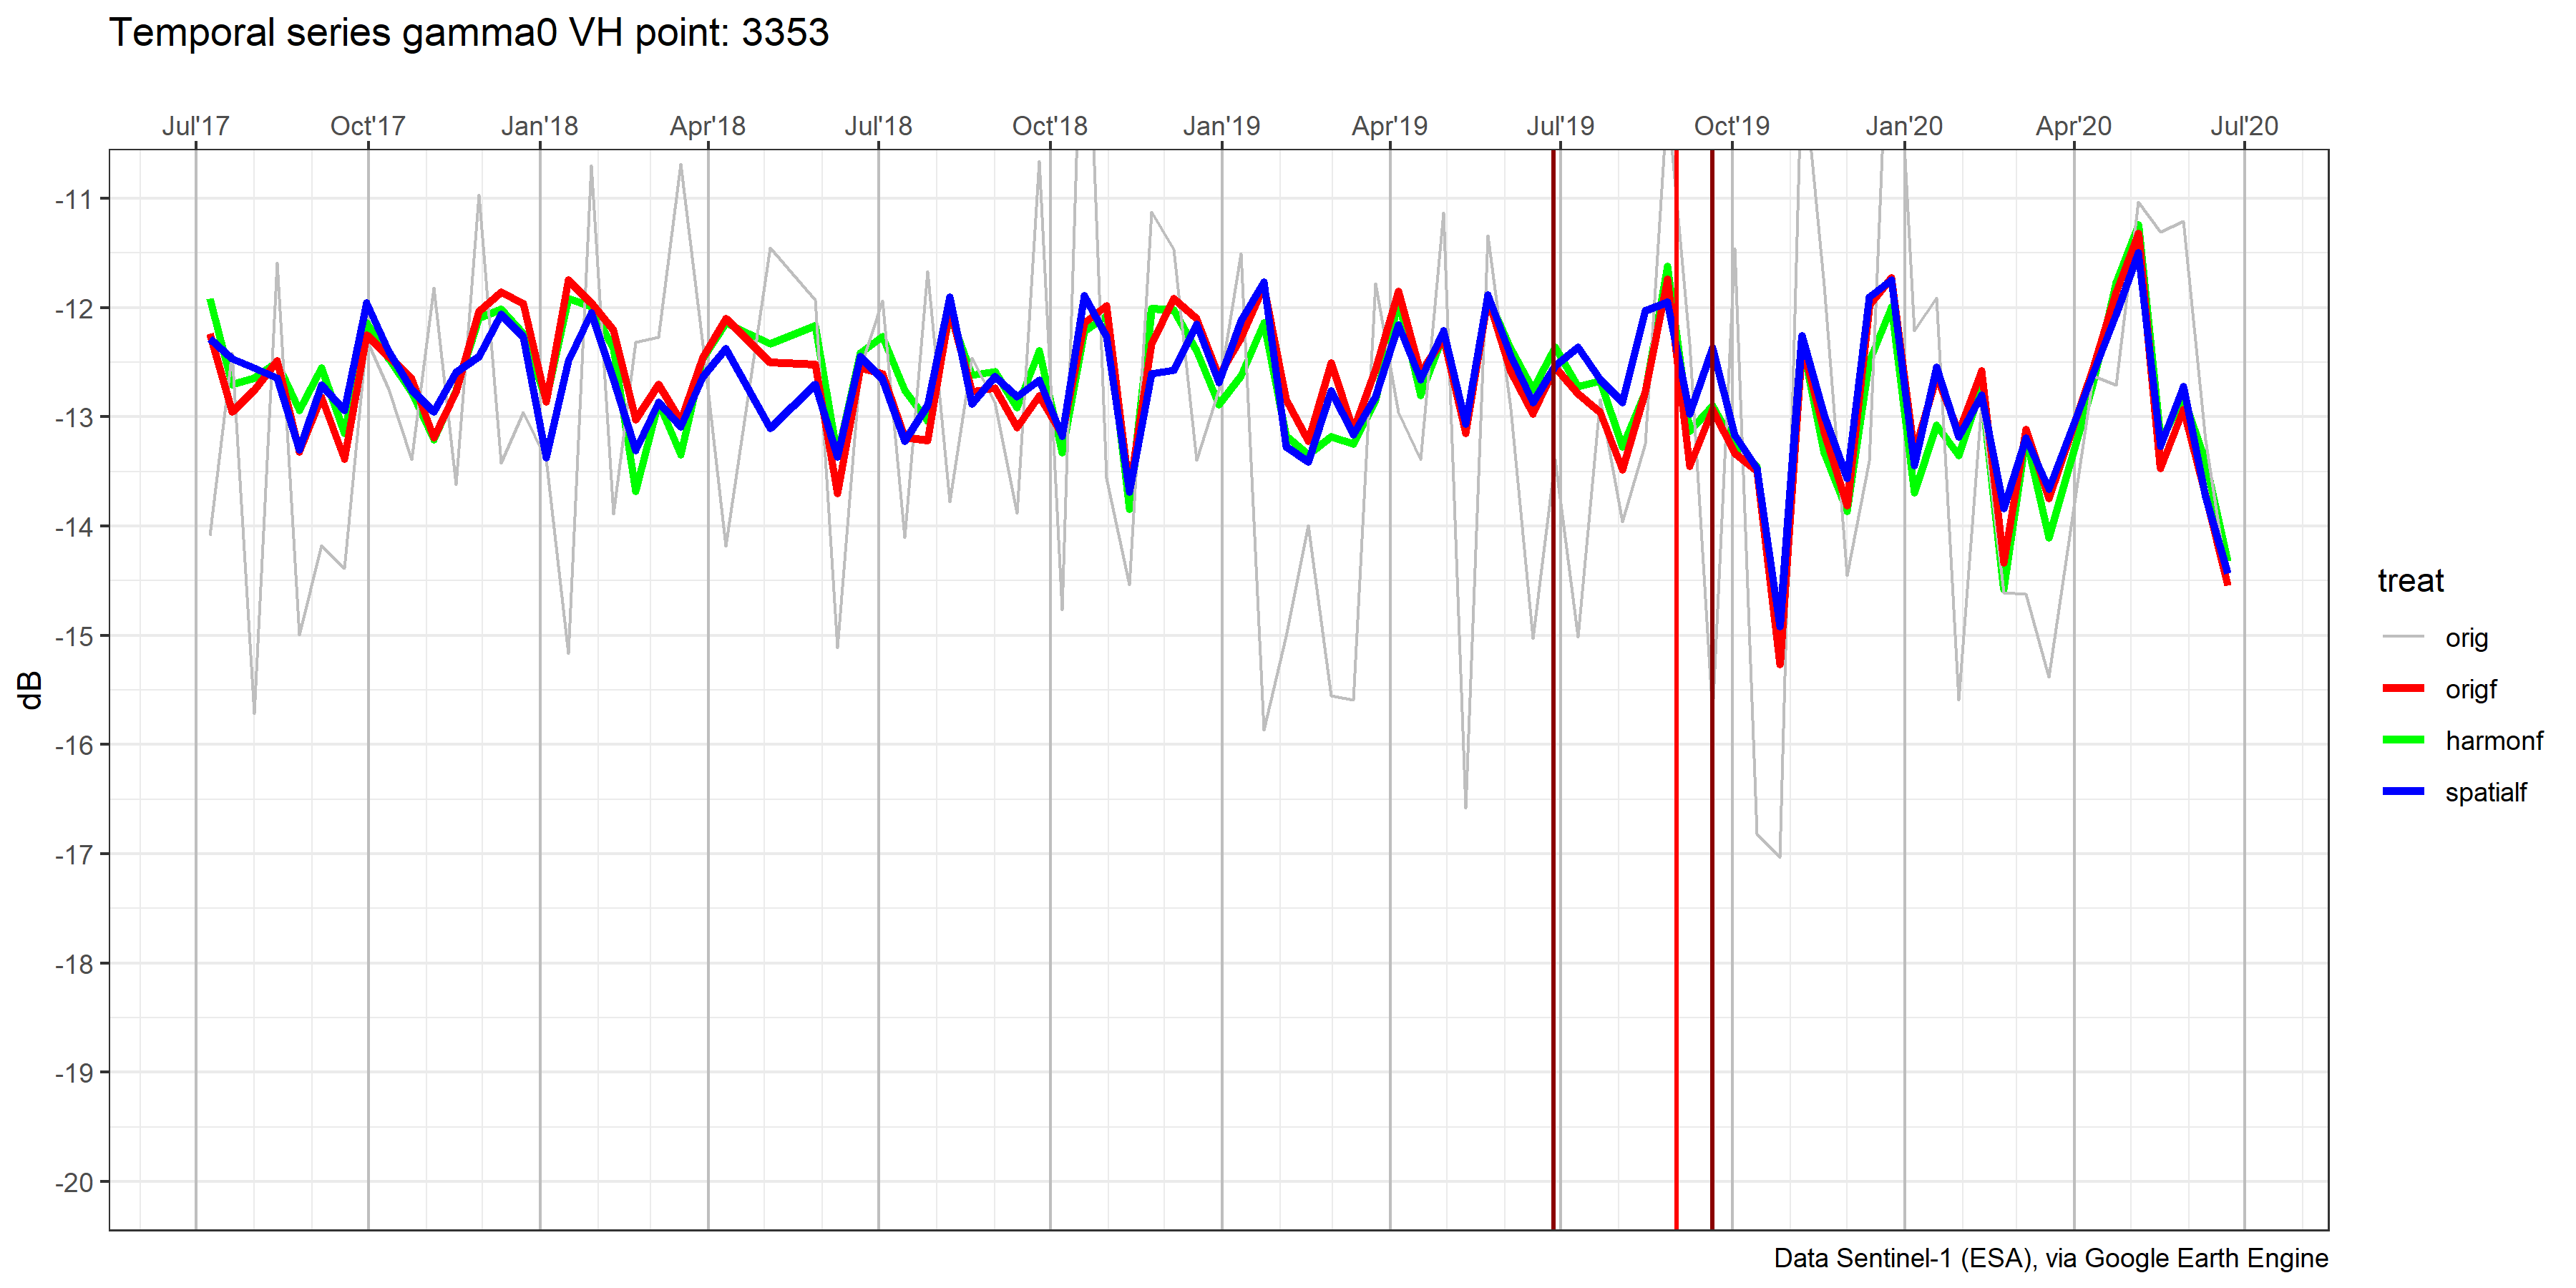 Temporal series gamma0 VH point: 3353
Jul'17 Oct'17 Jan'18 Apr'18 Jul'18 Oct'18 Jan'19 Apr'19 Jul'19 Oct'19 Jan'20 Apr'20 Jul'20
-11
-12
-13
-14
-15
-16
-17
-18
-19
-20
dB
treat
orig
origf
harmonf
spatialf
Data Sentinel-1 (ESA), via Google Earth Engine